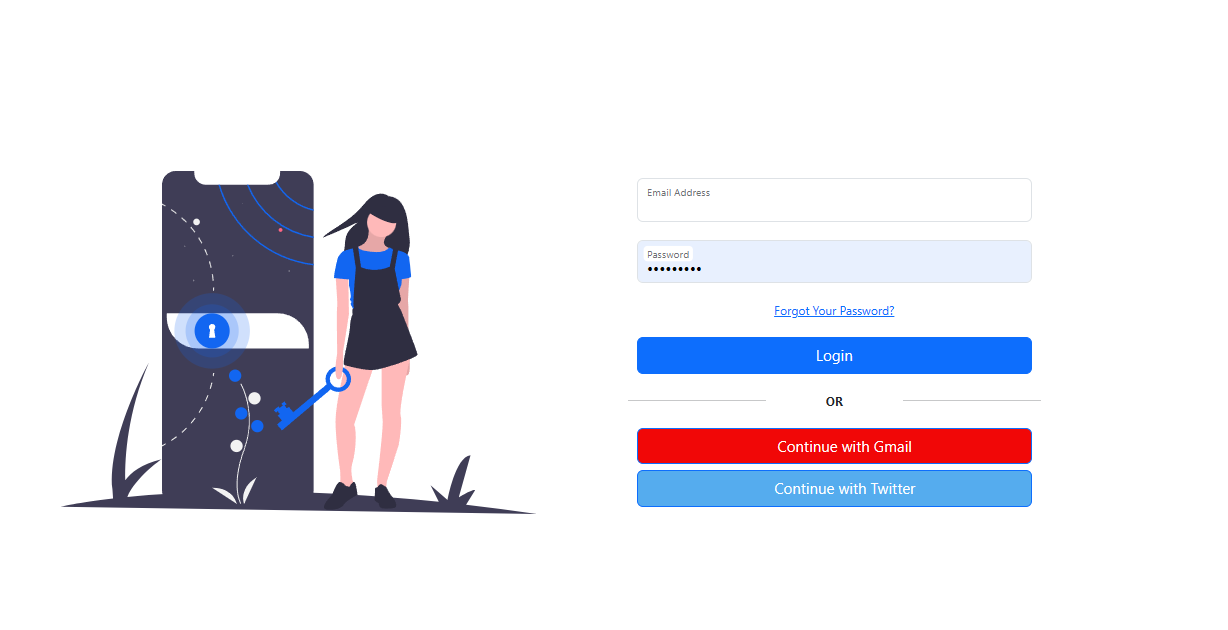 Email Address
Password
•••••••••
Forgot Your Password?
Login
OR
Continue with Gmail
Continue with Twitter